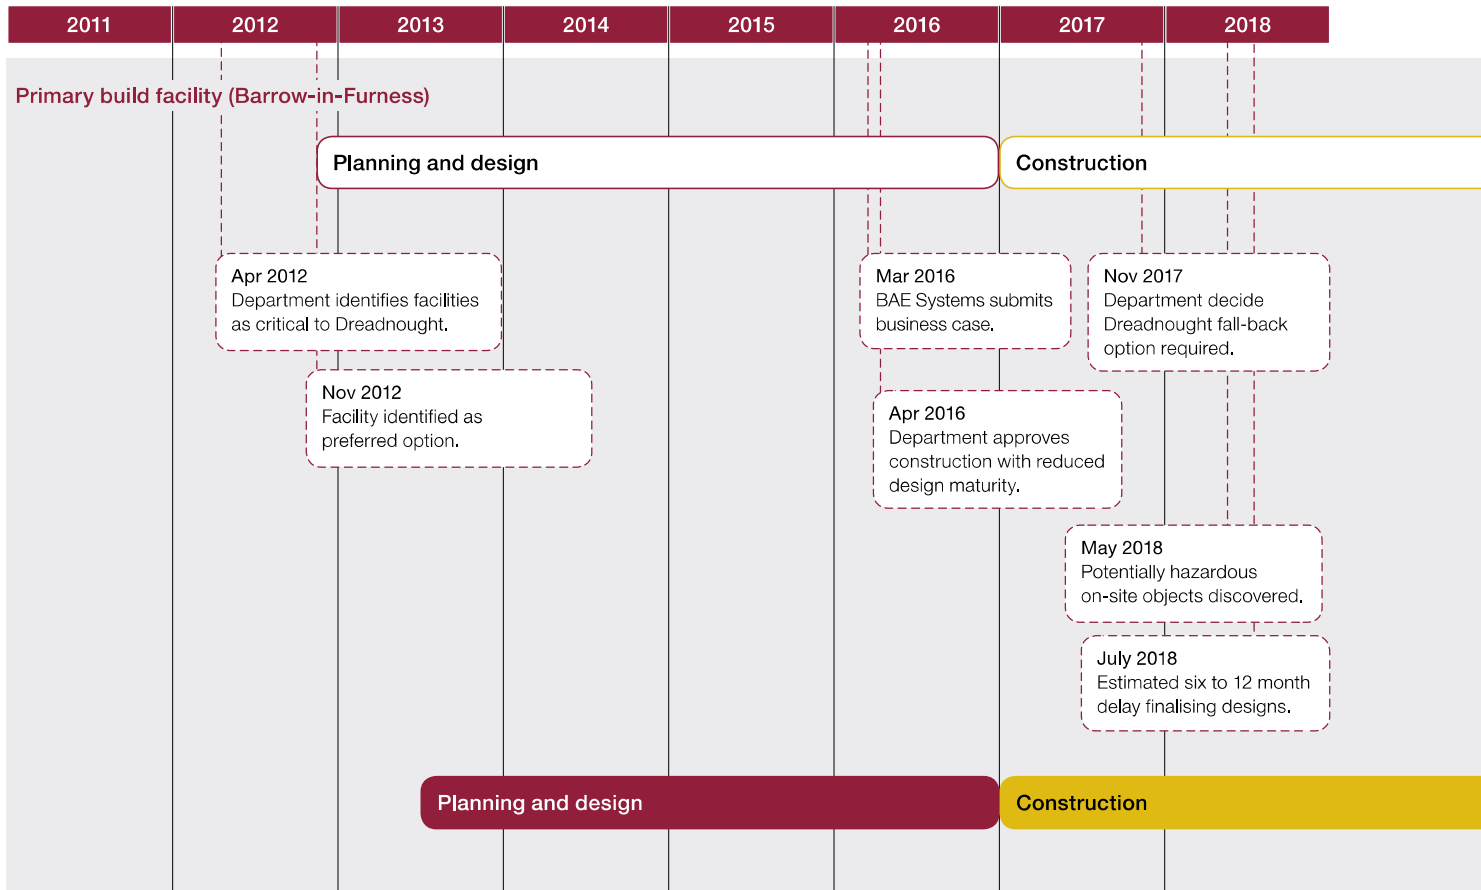 2011 2012 2013 2014 2015 2016 2017 2018
Primary build facility (Barrow-in-Furness)
Planning and design
Construction
Apr 2012
Department identifies facilities
as critical to Dreadnought.
Nov 2012
Facility identified as
preferred option.
Mar 2016
BAE Systems submits
business case.
Apr 2016
Department approves
construction with reduced
design maturity.
Nov 2017
Department decide
Dreadnought fall-back
option required.
May 2018
Potentially hazardous
on-site objects discovered.
July 2018
Estimated six to 12 month
delay finalising designs.
Planning and design
Construction